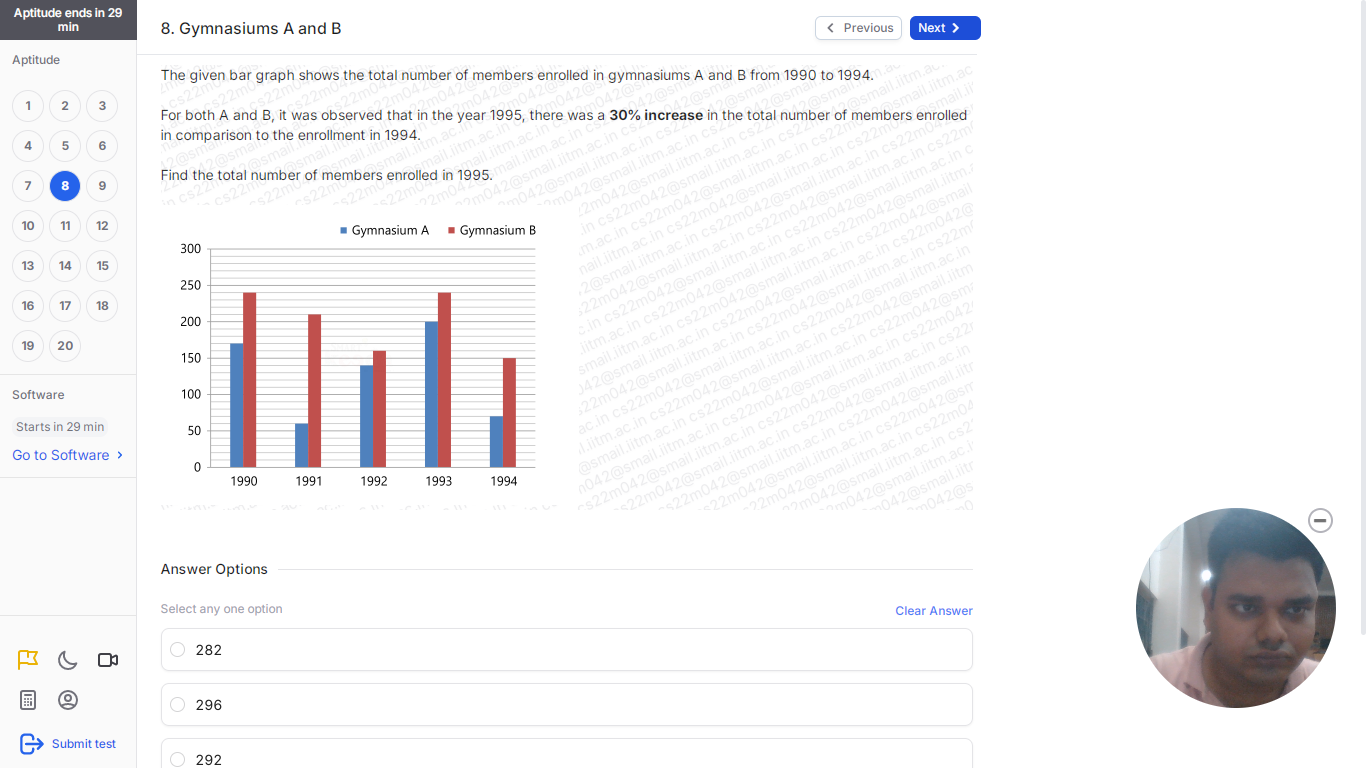 Aptitude ends in 29
min
Aptitude
1 2 3
4 5 6
7 8 9
10 11 12
13 14 15
16 17 18
19 20
Software
Starts in 29 min
Go to Software
Submit test
8. Gymnasiums A and B
Previous
Next
The given bar graph shows the total number of members enrolled in gymnasiums A and B from 1990 to 1994.
For both A and B, it was observed that in the year 1995, there was a 30% increase in the total number of members enrolled
in comparison to the enrollment in 1994.
Find the total number of members enrolled in 1995.
Gymnasium A Gymnasium B
300
250
200
150
100
50
0
1990 1991 1992 1993 1994
cs22m042@smail.iitm.ac.in
Answer Options
Select any one option
Clear Answer
282
296
292